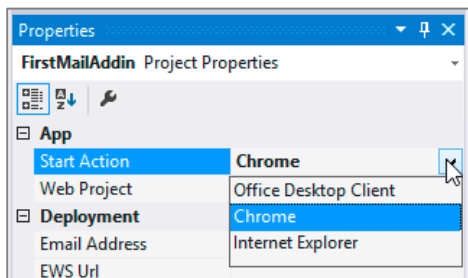 Properties
FirstMailAddin Project Properties
App
Start Action Chrome
Web Project Office Desktop Client
Chrome
Deployment
Internet Explorer
Email Address
EWS Url